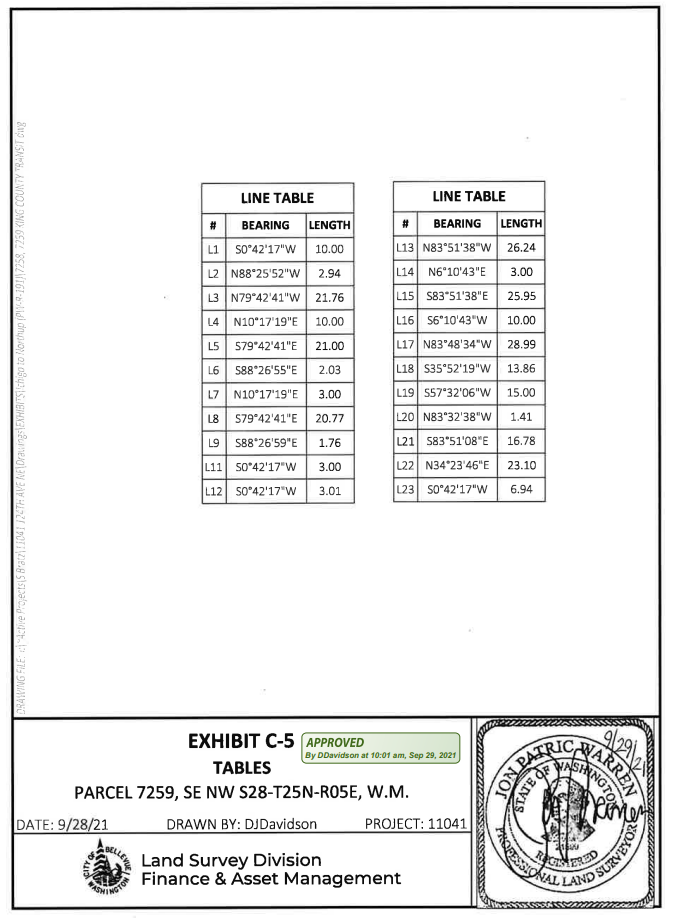 LINE TABLE
# BEARING LENGTH
L1 S0°42'17"W 10.00
L2 N88°25'52"W 2.94
L3 N79°42'41"W 21.76
L4 N10°17'19"E 10.00
L5 S79°42'41"E 21.00
L6 S88°26'55"E 2.03
L7 N10°17'19"E 3.00
L8 S79°42'41"E 20.77
L9 S88°26'59"E 1.76
L11 S0°42'17"W 3.00
L12 S0°42'17"W 3.01
LINE TABLE
# BEARING LENGTH
L13 N83°51'38"W 26.24
L14 N6°10'43"E 3.00
L15 S83°51'38"E 25.95
L16 S6°10'43"W 10.00
L17 N83°48'34"W 28.99
L18 S35°52'19"W 13.86
L19 S57°32'06"W 15.00
L20 N83°32'38"W 1.41
L21 S83°51'08"E 16.78
L22 N34°23'46"E 23.10
L23 S0°42'17"W 6.94
EXHIBIT C-5
APPROVED
By DDavidson at 10:01 am, Sep 29, 2021
TABLES
PARCEL 7259, SE NW S28-T25N-R05E, W.M.
DATE: 9/28/21 DRAWN BY: DJDavidson PROJECT: 11041
CITY OF BELLEVUE
WASHINGTON
Land Survey Division
Finance & Asset Management
9/29/21
JON PATRIC WARREN
STATE OF WASHINGTON
REGISTERED
PROFESSIONAL LAND SURVEYOR